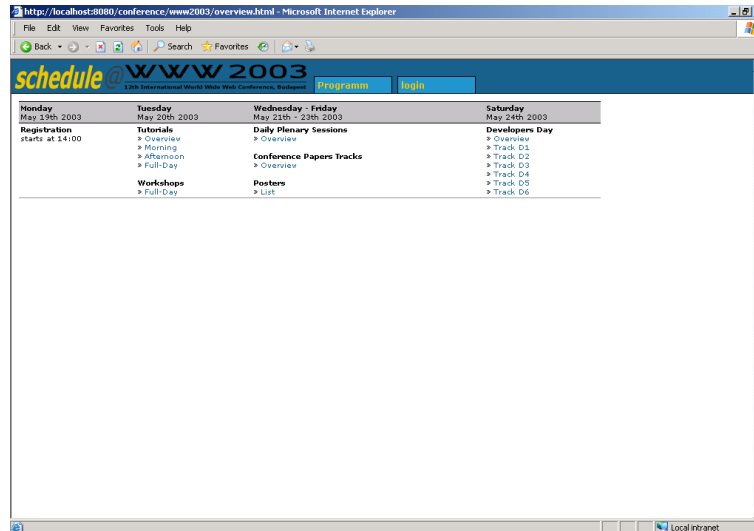 http://localhost:8080/conference/www2003/overview.html - Microsoft Internet Explorer
File Edit View Favorites Tools Help
Back Search Favorites
schedule@WWW 2003
13th International World Wide Web Conference, Budapest
Programm login
Monday Tuesday Wednesday - Friday Saturday
May 19th 2003 May 20th 2003 May 21th - 23th 2003 May 24th 2003
Registration Tutorials Daily Plenary Sessions Developers Day
starts at 14:00 » Overview » Overview » Overview
» Morning » Track D1
» Afternoon Conference Papers Tracks » Track D2
» Full-Day » Overview » Track D3
» Track D4
Workshops Posters » Track D5
» Full-Day » List » Track D6
Local intranet